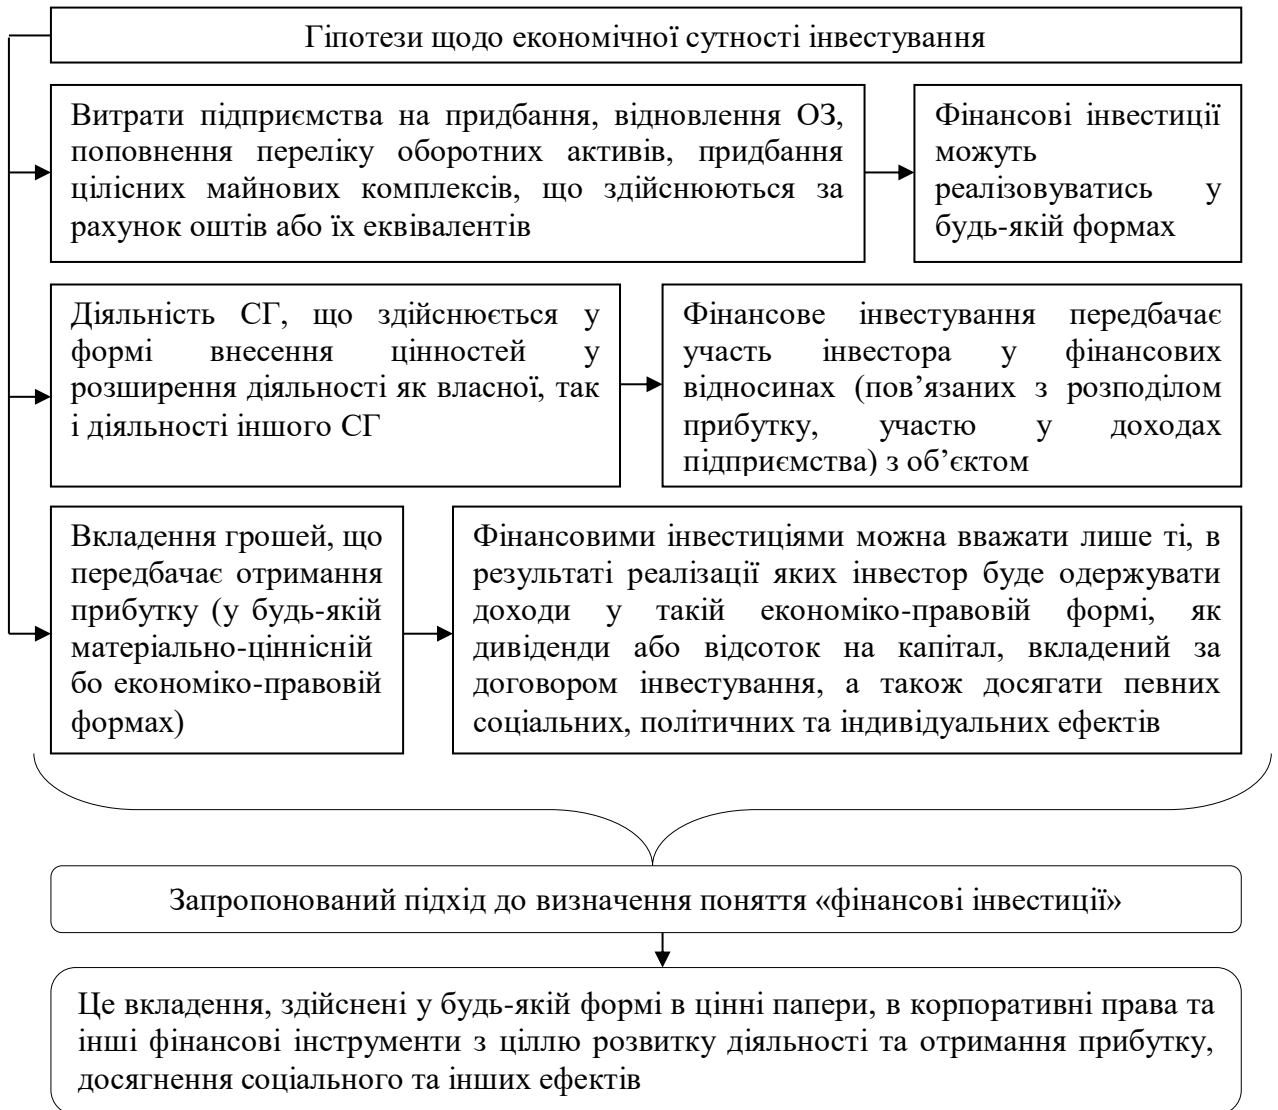 Гіпотези щодо економічної сутності інвестування
Витрати підприємства на придбання, відновлення ОЗ,
поповнення переліку оборотних активів, придбання
цілісних майнових комплексів, що здійснюються за
рахунок оштів або їх еквівалентів
Фінансові інвестиції
можуть
реалізовуватись у
будь-якій формах
Діяльність СГ, що здійснюється у
формі внесення цінностей у
розширення діяльності як власної, так
і діяльності іншого СГ
Фінансове інвестування передбачає
участь інвестора у фінансових
відносинах (пов’язаних з розподілом
прибутку, участю у доходах
підприємства) з об’єктом
Вкладення грошей, що
передбачає отримання
прибутку (у будь-якій
матеріально-ціннісній
бо економіко-правовій
формах)
Фінансовими інвестиціями можна вважати лише ті, в
результаті реалізації яких інвестор буде одержувати
доходи у такій економіко-правовій формі, як
дивіденди або відсоток на капітал, вкладений за
договором інвестування, а також досягати певних
соціальних, політичних та індивідуальних ефектів
Запропонований підхід до визначення поняття «фінансові інвестиції»
Це вкладення, здійснені у будь-якій формі в цінні папери, в корпоративні права та
інші фінансові інструменти з ціллю розвитку діяльності та отримання прибутку,
досягнення соціального та інших ефектів